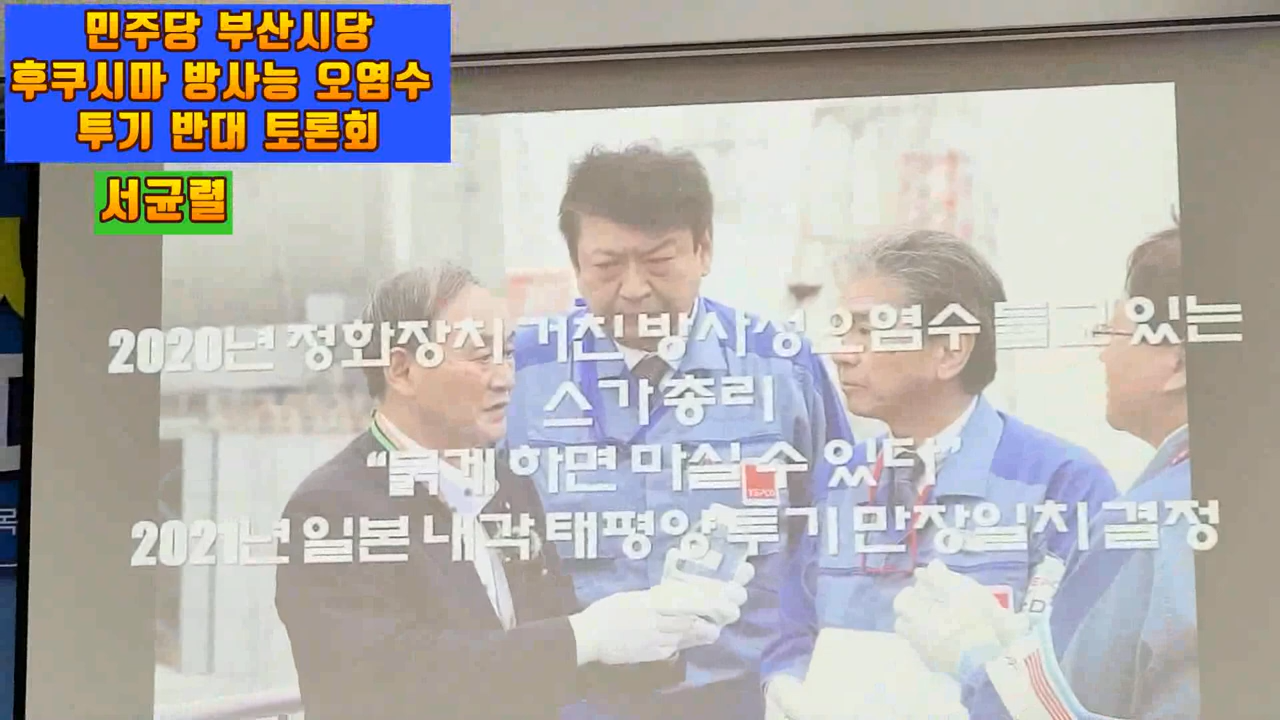 민주당 부산시당
후쿠시마 방사능 오염수
투기 반대 토론회
서균렬
2020년 정화장치 거친 방사성 오염수 들고 있는
스가 총리
“묽게 하면 마실 수 있다”
2021년 일본 내각 태평양 투기 만장일치 결정
목